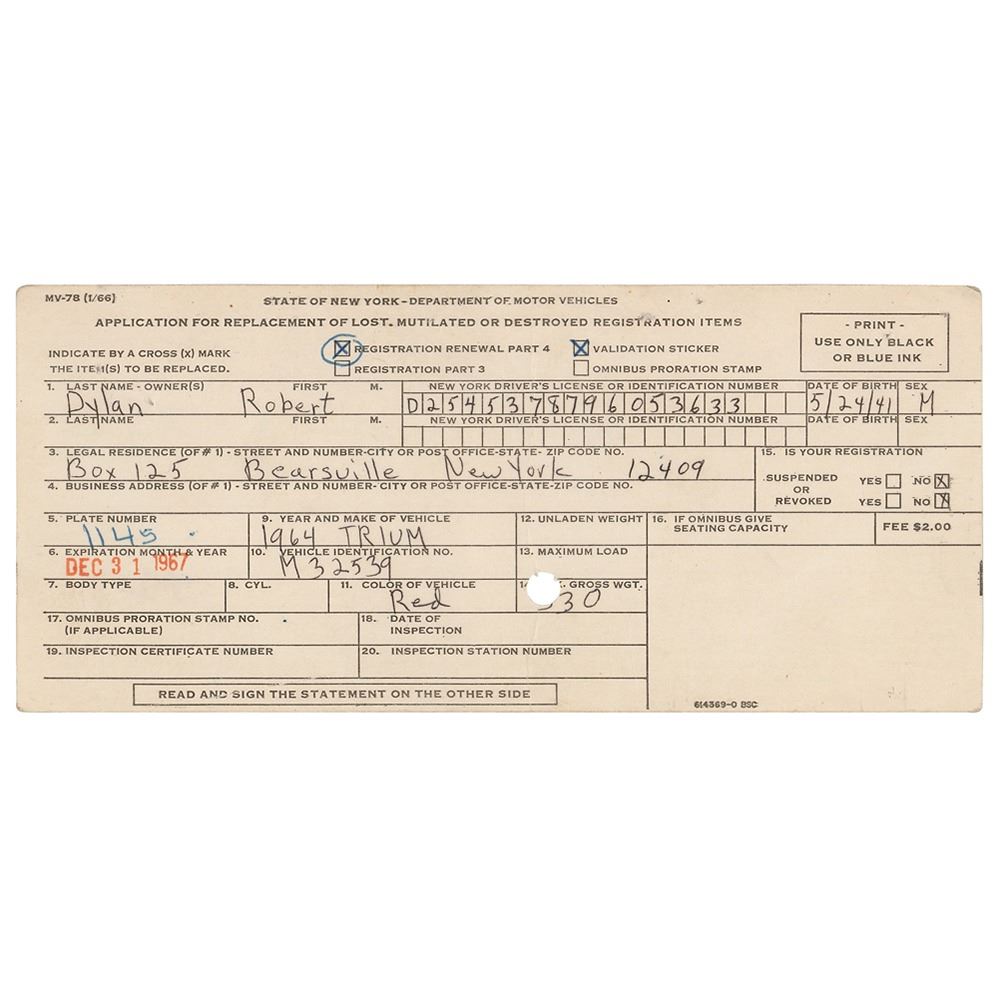 MV-78 (1/66)
STATE OF NEW YORK - DEPARTMENT OF MOTOR VEHICLES
APPLICATION FOR REPLACEMENT OF LOST, MUTILATED OR DESTROYED REGISTRATION ITEMS
- PRINT -
USE ONLY BLACK
OR BLUE INK
INDICATE BY A CROSS (X) MARK
THE ITEM(S) TO BE REPLACED.
X REGISTRATION RENEWAL PART 4
X VALIDATION STICKER
REGISTRATION PART 3
OMNIBUS PRORATION STAMP
1. LAST NAME - OWNER(S) FIRST M. NEW YORK DRIVER'S LICENSE OR IDENTIFICATION NUMBER DATE OF BIRTH SEX
Dylan Robert D254537879 6053633 5/24/41 M
2. LAST NAME FIRST M. NEW YORK DRIVER'S LICENSE OR IDENTIFICATION NUMBER DATE OF BIRTH SEX
3. LEGAL RESIDENCE (OF # 1) - STREET AND NUMBER-CITY OR POST OFFICE-STATE- ZIP CODE NO.
Box 125 Bearsville New York 12409
4. BUSINESS ADDRESS (OF # 1) - STREET AND NUMBER- CITY OR POST OFFICE-STATE-ZIP CODE NO.
15. IS YOUR REGISTRATION
SUSPENDED YES NO X
OR
REVOKED YES NO X
5. PLATE NUMBER 9. YEAR AND MAKE OF VEHICLE 12. UNLADEN WEIGHT 16. IF OMNIBUS GIVE
SEATING CAPACITY
FEE $2.00
1145 1964 TRIUM
6. EXPIRATION MONTH & YEAR 10. VEHICLE IDENTIFICATION NO. 13. MAXIMUM LOAD
DEC 31 1967 M32539
7. BODY TYPE 8. CYL. 11. COLOR OF VEHICLE GROSS WGT.
Red 530
17. OMNIBUS PRORATION STAMP NO.
(IF APPLICABLE)
18. DATE OF
INSPECTION
19. INSPECTION CERTIFICATE NUMBER 20. INSPECTION STATION NUMBER
READ AND SIGN THE STATEMENT ON THE OTHER SIDE
614369-0 BSC